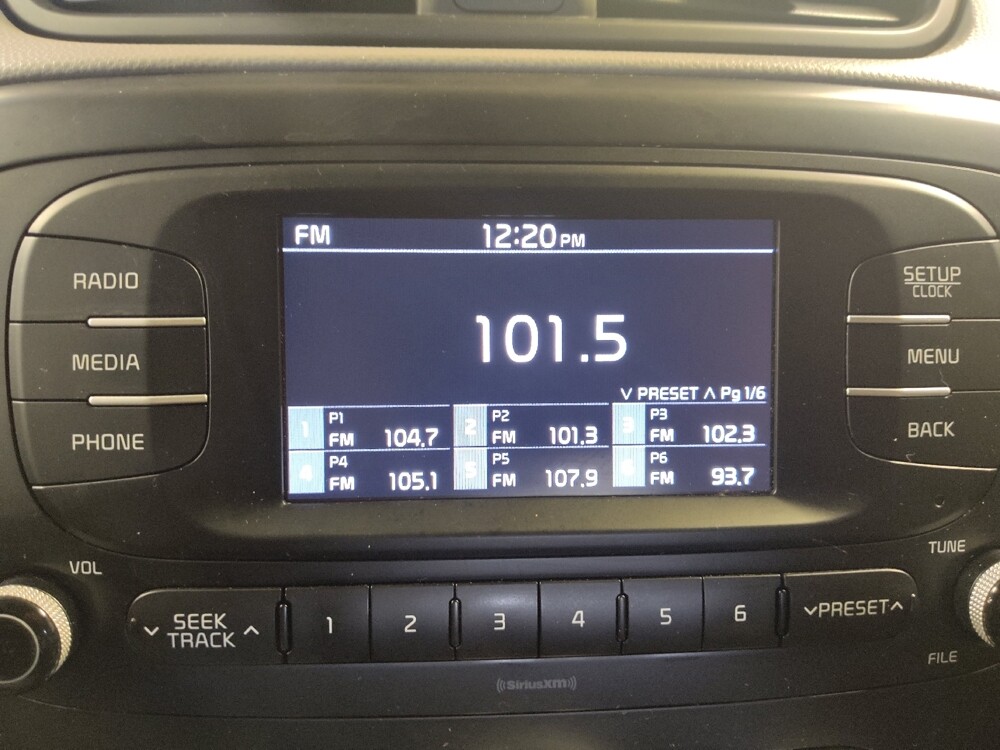 FM 12:20 PM
RADIO
SETUP
CLOCK
101.5
MEDIA
MENU
∨ PRESET ∧ Pg 1/6
1 P1 FM 104.7
2 P2 FM 101.3
3 P3 FM 102.3
PHONE
BACK
4 P4 FM 105.1
5 P5 FM 107.9
6 P6 FM 93.7
VOL
TUNE
∨ SEEK TRACK ∧
1 2 3 4 5 6
∨PRESET∧
FILE
((SiriusXM))